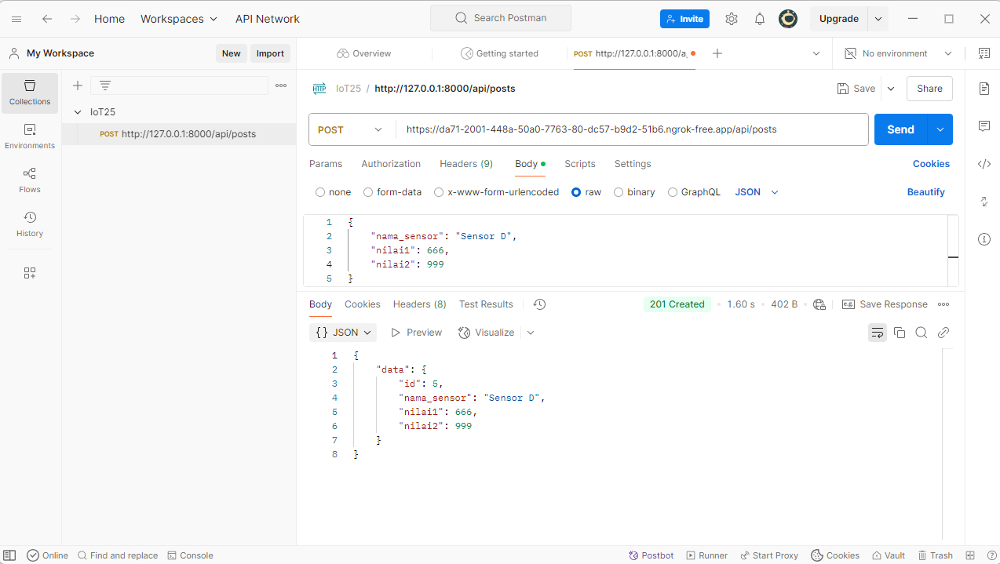 Home Workspaces API Network Search Postman Invite Upgrade
My Workspace New Import Overview Getting started POST http://127.0.0.1:8000/a No environment
Collections
Environments
Flows
History
IoT25
POST http://127.0.0.1:8000/api/posts
HTTP IoT25 / http://127.0.0.1:8000/api/posts Save Share
POST https://da71-2001-448a-50a0-7763-80-dc57-b9d2-51b6.ngrok-free.app/api/posts Send
Params Authorization Headers (9) Body Scripts Settings Cookies
none form-data x-www-form-urlencoded raw binary GraphQL JSON Beautify
1 {
2 "nama_sensor": "Sensor D",
3 "nilai1": 666,
4 "nilai2": 999
5 }
Body Cookies Headers (8) Test Results 201 Created • 1.60 s • 402 B • e.g. Save Response
{} JSON Preview Visualize
1 {
2 "data": {
3 "id": 5,
4 "nama_sensor": "Sensor D",
5 "nilai1": 666,
6 "nilai2": 999
7 }
8 }
Online Find and replace Console Postbot Runner Start Proxy Cookies Vault Trash